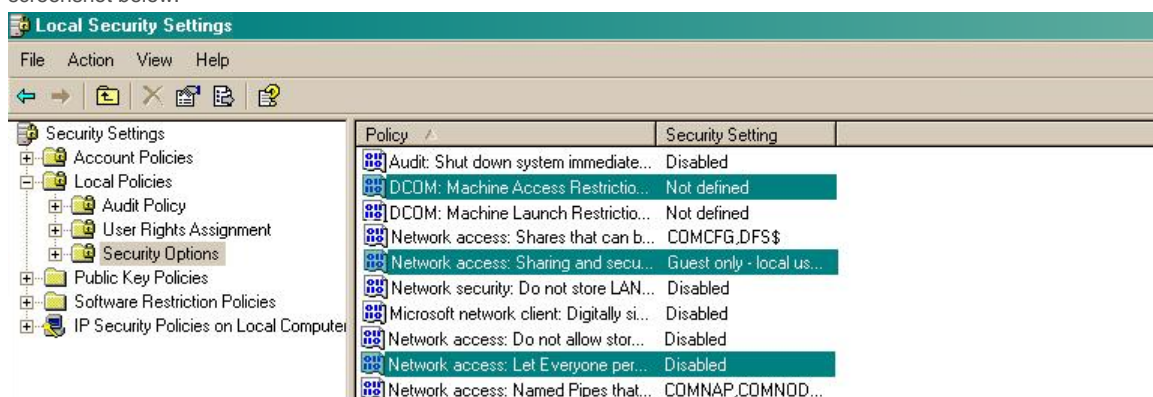 screenshot below.
Local Security Settings
File Action View Help
Security Settings
Account Policies
Local Policies
Audit Policy
User Rights Assignment
Security Options
Public Key Policies
Software Restriction Policies
IP Security Policies on Local Computer
Policy Security Setting
Audit: Shut down system immediate... Disabled
DCOM: Machine Access Restrictio... Not defined
DCOM: Machine Launch Restrictio... Not defined
Network access: Shares that can b... COMCFG,DFS$
Network access: Sharing and secu... Guest only - local us...
Network security: Do not store LAN... Disabled
Microsoft network client: Digitally si... Disabled
Network access: Do not allow stor... Disabled
Network access: Let Everyone per... Disabled
Network access: Named Pipes that... COMNAP,COMNOD...